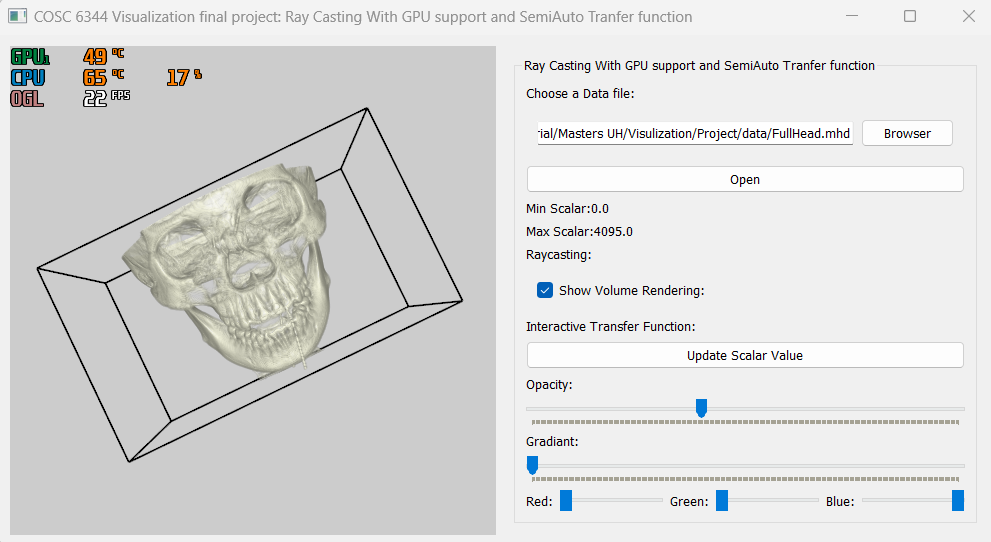 COSC 6344 Visualization final project: Ray Casting With GPU support and SemiAuto Tranfer function
GPU1 49 °C
CPU 65 °C 17 %
OGL 22 FPS
Ray Casting With GPU support and SemiAuto Tranfer function
Choose a Data file:
rial/Masters UH/Visulization/Project/data/FullHead.mhd Browser
Open
Min Scalar:0.0
Max Scalar:4095.0
Raycasting:
Show Volume Rendering:
Interactive Transfer Function:
Update Scalar Value
Opacity:
Gradiant:
Red: Green: Blue: